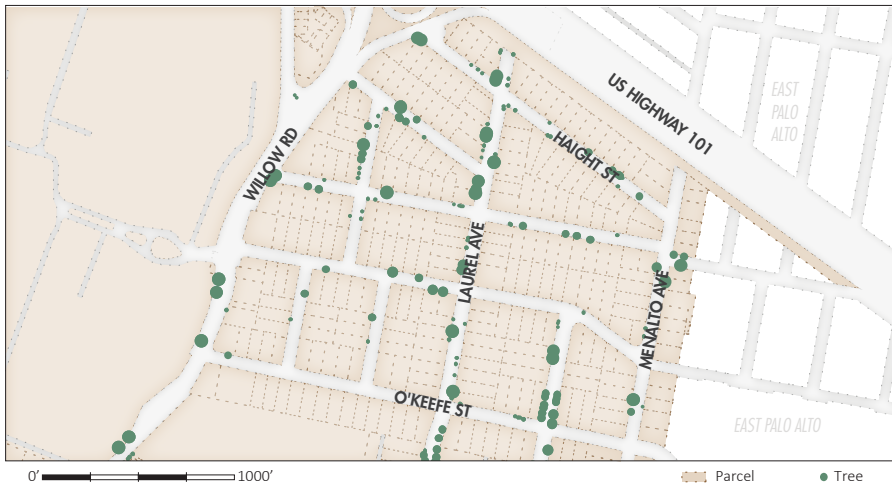 US HIGHWAY 101
EAST
PALO
ALTO
WILLOW RD
HAIGHT ST
LAUREL AVE
MENALTO AVE
O'KEEFE ST
EAST PALO ALTO
0' 1000' Parcel Tree